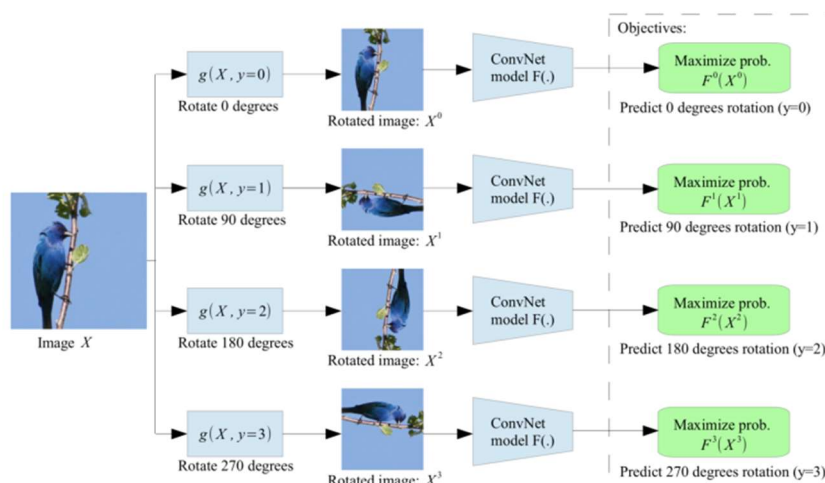 Objectives:
g(X, y=0)
Rotate 0 degrees
Rotated image: X⁰
ConvNet
model F(.)
Maximize prob.
F⁰(X⁰)
Predict 0 degrees rotation (y=0)
g(X, y=1)
Rotate 90 degrees
Rotated image: X¹
ConvNet
model F(.)
Maximize prob.
F¹(X¹)
Predict 90 degrees rotation (y=1)
Image X
g(X, y=2)
Rotate 180 degrees
Rotated image: X²
ConvNet
model F(.)
Maximize prob.
F²(X²)
Predict 180 degrees rotation (y=2)
g(X, y=3)
Rotate 270 degrees
Rotated image: X³
ConvNet
model F(.)
Maximize prob.
F³(X³)
Predict 270 degrees rotation (y=3)